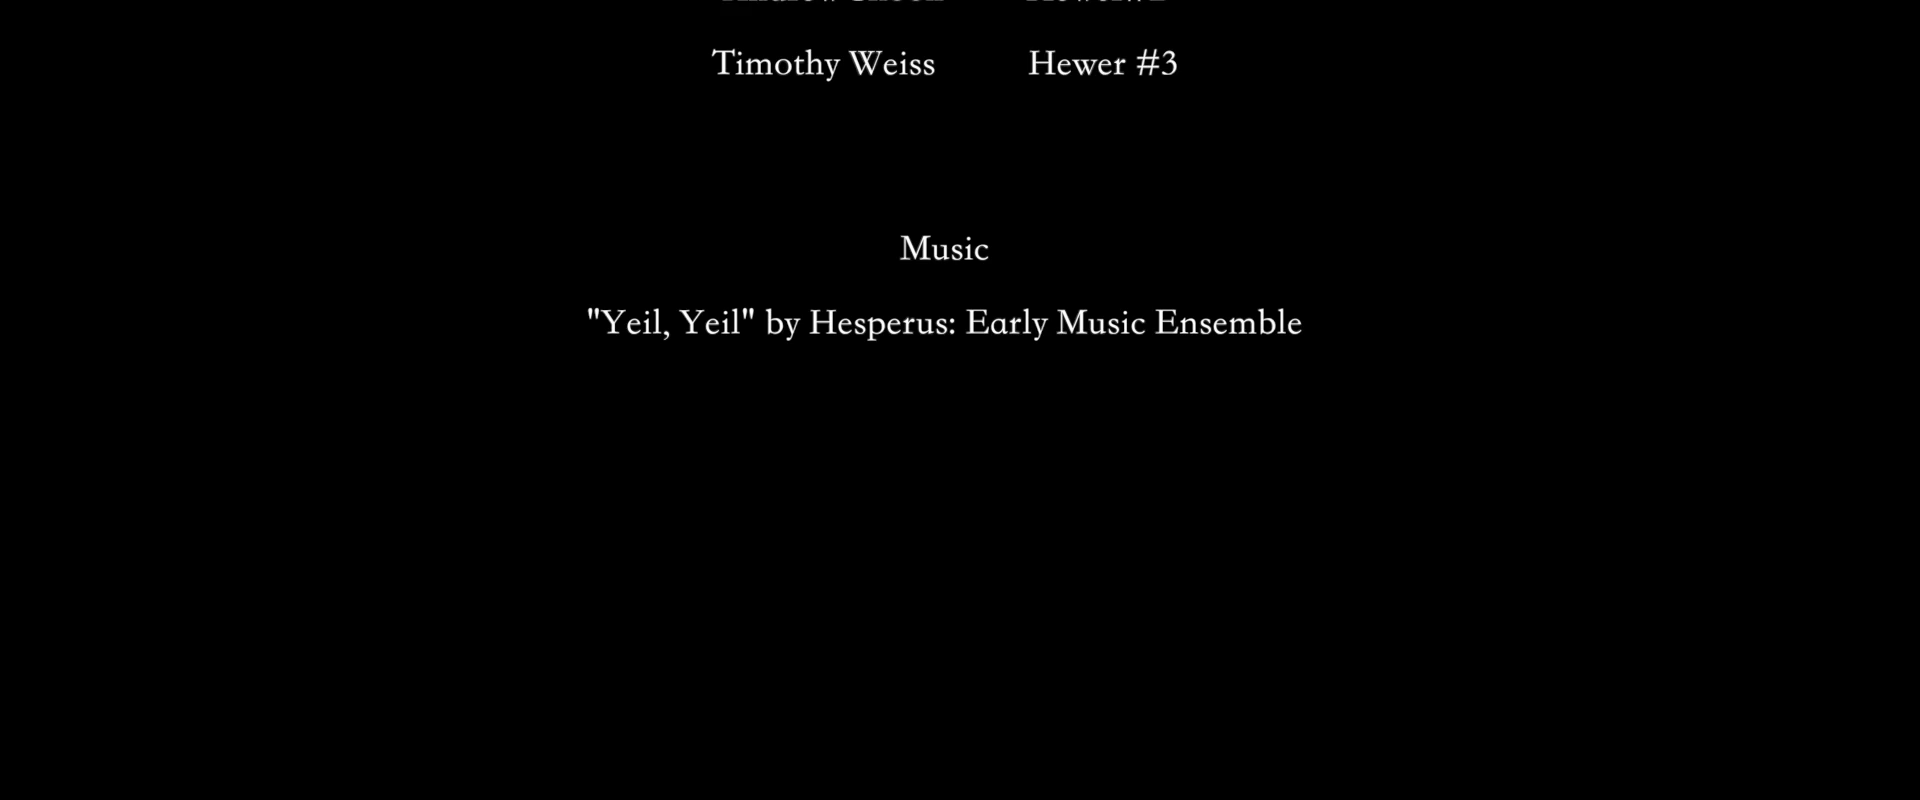 Timothy Weiss Hewer #3
Music
"Yeil, Yeil" by Hesperus: Early Music Ensemble